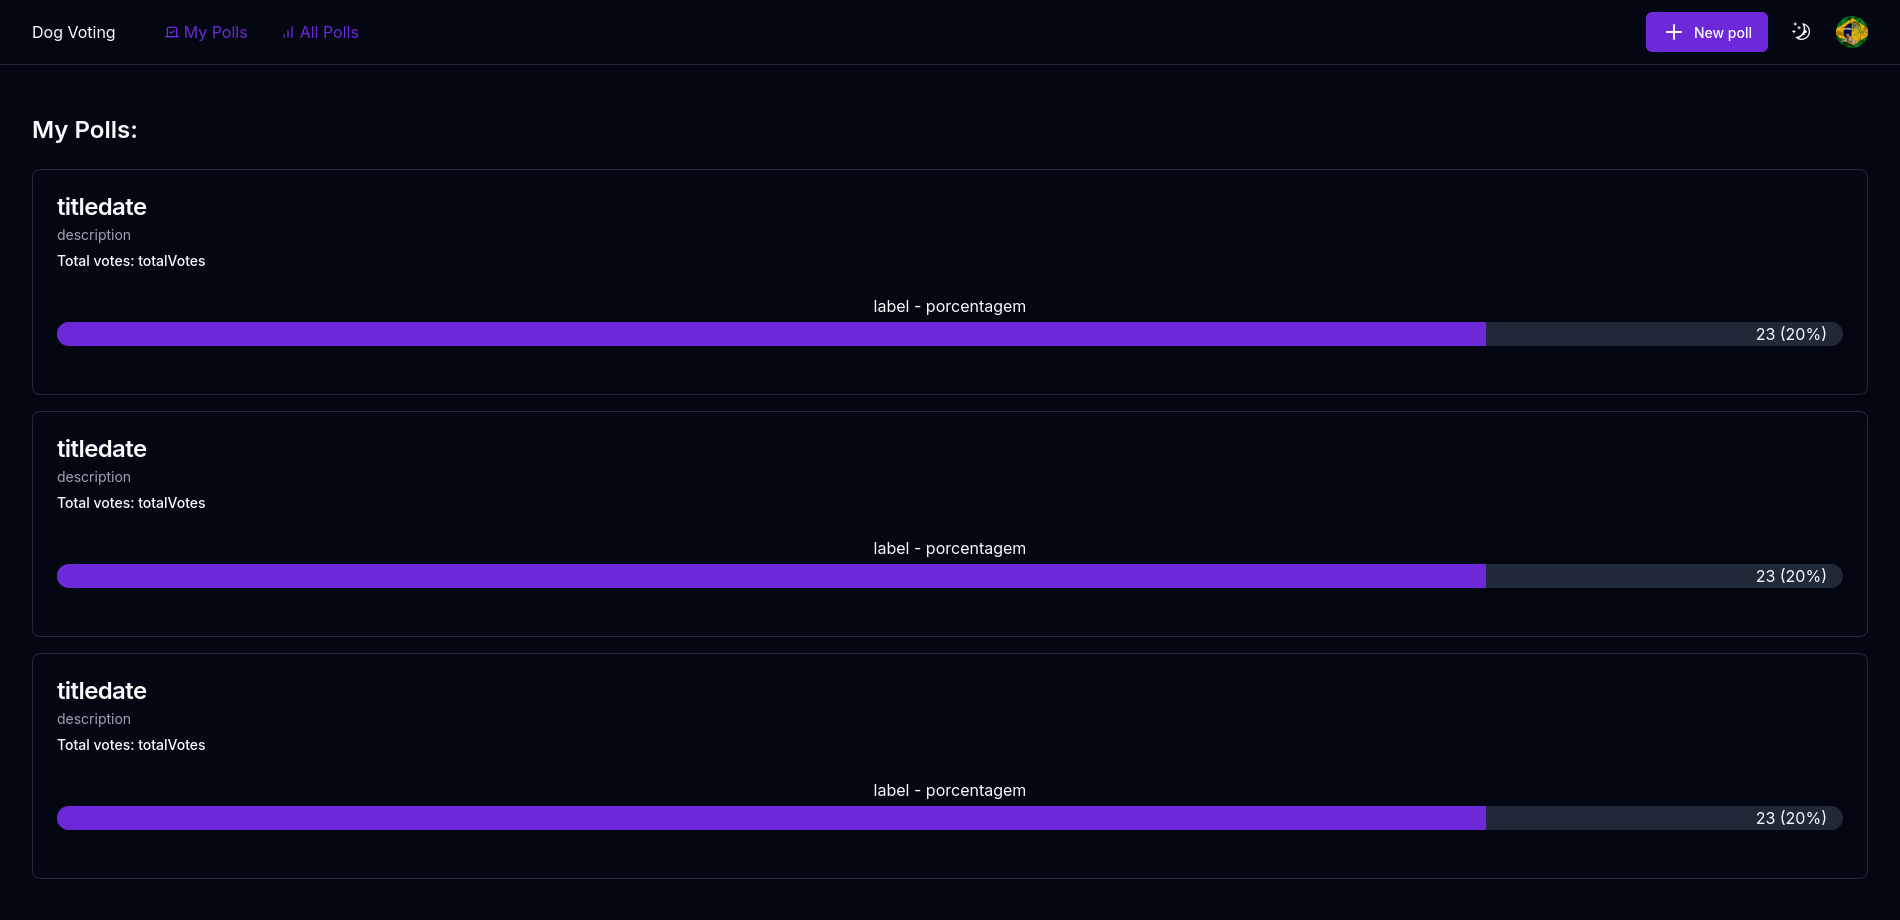 Dog Voting My Polls All Polls New poll
My Polls:
titledate
description
Total votes: totalVotes
label - porcentagem
23 (20%)
titledate
description
Total votes: totalVotes
label - porcentagem
23 (20%)
titledate
description
Total votes: totalVotes
label - porcentagem
23 (20%)